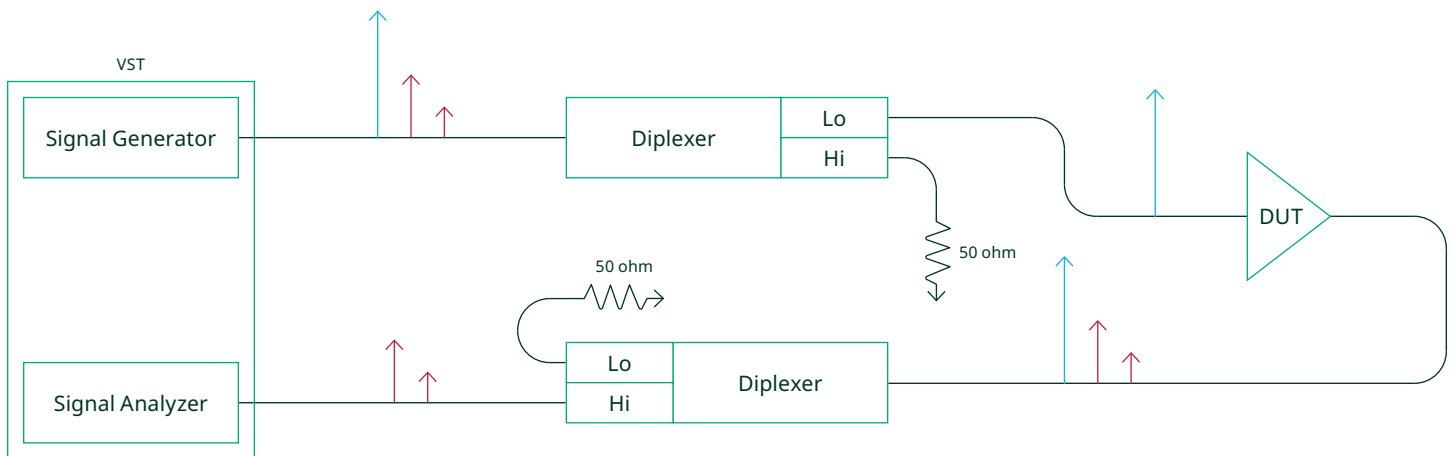 VST
Signal Generator
Diplexer
Lo
Hi
DUT
50 ohm
50 ohm
Lo
Hi
Diplexer
Signal Analyzer